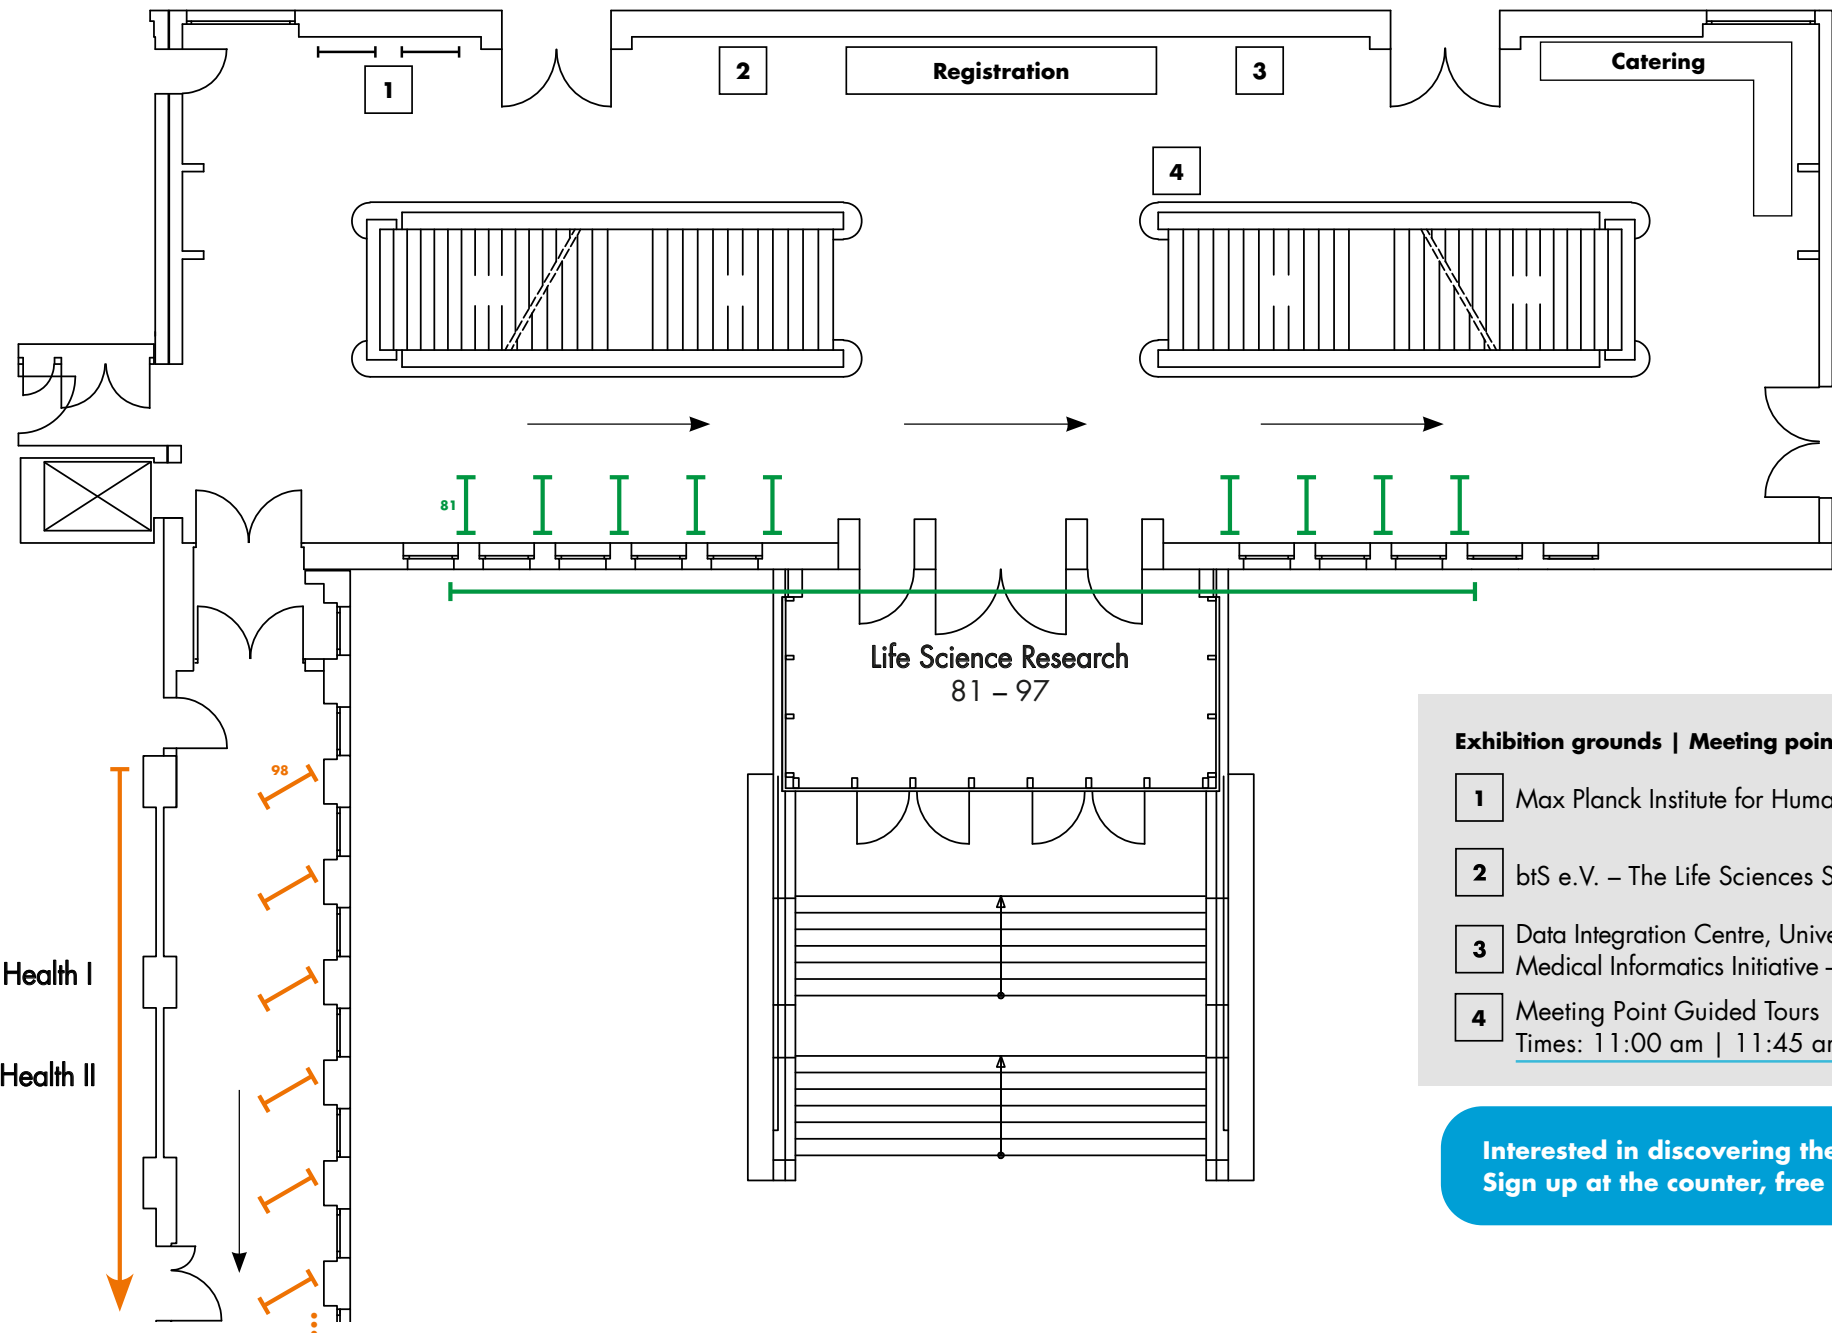 1
2
Registration
3
Catering
4
81
Life Science Research
81 – 97
98
Health I
Health II
Exhibition grounds | Meeting poin
1 Max Planck Institute for Huma
2 btS e.V. – The Life Sciences S
3 Data Integration Centre, Unive
Medical Informatics Initiative –
4 Meeting Point Guided Tours
Times: 11:00 am | 11:45 a
Interested in discovering the
Sign up at the counter, free